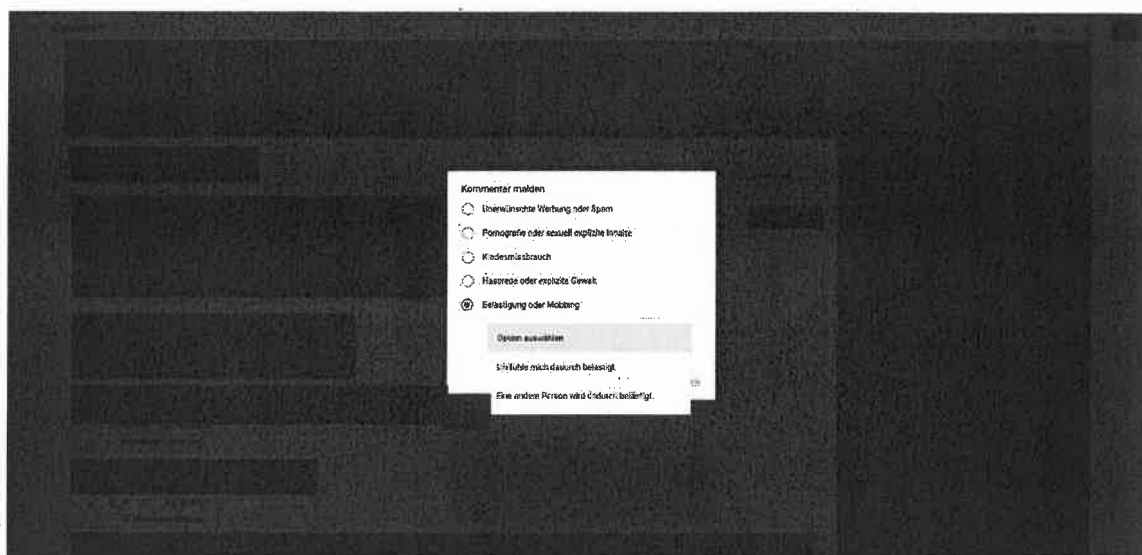 Kommentar melden
Unerwünschte Werbung oder Spam
Pornografie oder sexuell explizite Inhalte
Kindesmissbrauch
Hassrede oder explizite Gewalt
Belästigung oder Mobbing
Option auswählen
Ich fühle mich dadurch belästigt.
Eine andere Person wird dadurch belästigt.